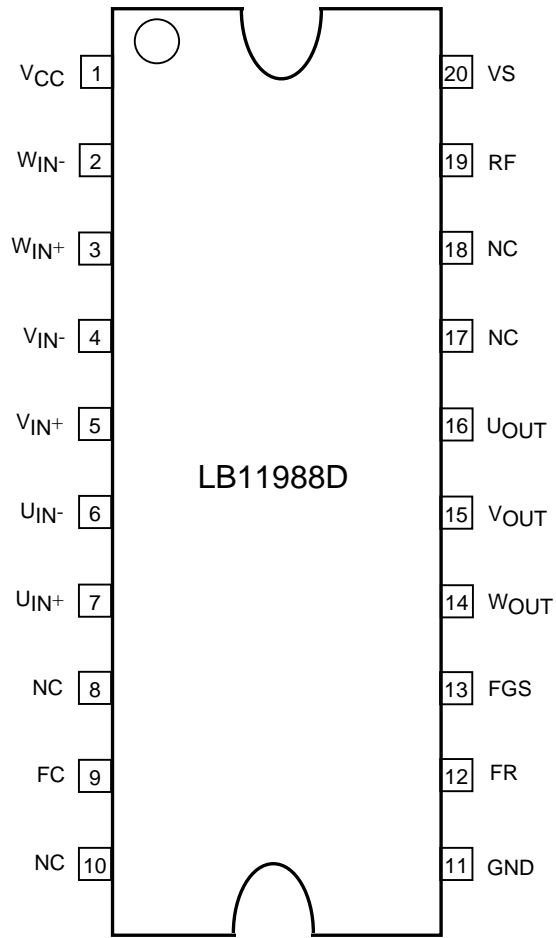 VCC 1 20 VS
WIN- 2 19 RF
WIN+ 3 18 NC
VIN- 4 17 NC
VIN+ 5 16 UOUT
LB11988D
UIN- 6 15 VOUT
UIN+ 7 14 WOUT
NC 8 13 FGS
FC 9 12 FR
NC 10 11 GND